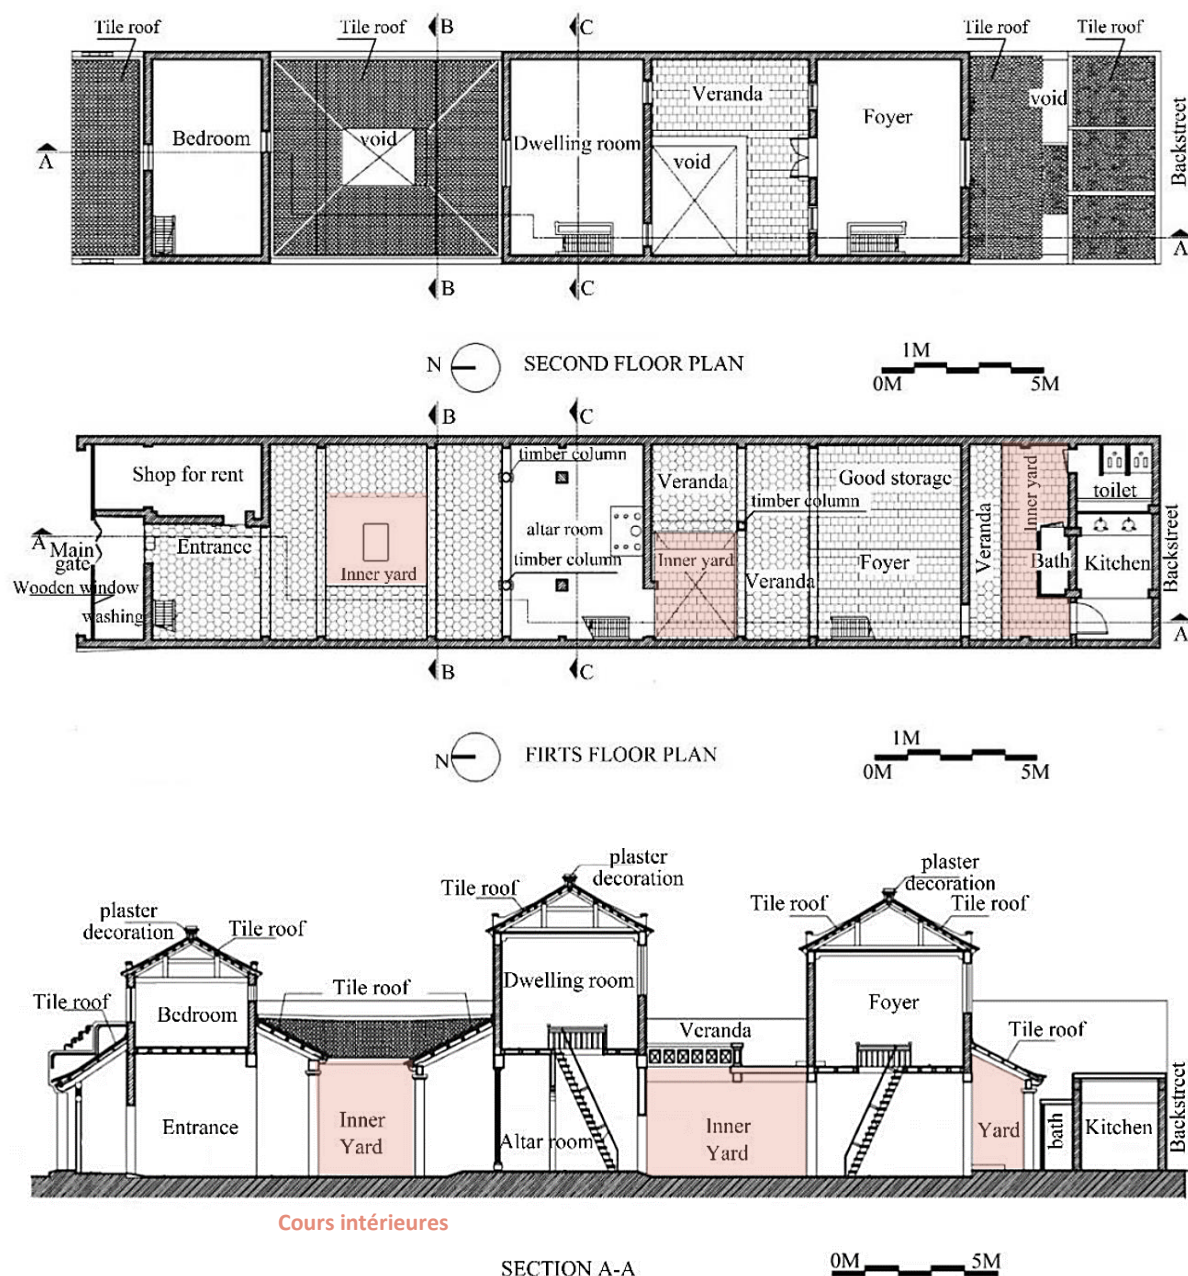 Tile roof
Tile roof
B
C
Tile roof
Tile roof
Bedroom
void
Dwelling room
Veranda
void
Foyer
void
Backstreet
A
A
B
C
N
SECOND FLOOR PLAN
1M
0M
5M
B
C
Shop for rent
timber column
Veranda
Good storage
timber column
Inner yard
toilet
A
Main
gate
Entrance
altar room
Wooden window
washing
Inner yard
timber column
Inner yard
Veranda
Foyer
Veranda
Bath
Kitchen
Backstreet
A
B
C
N
FIRTS FLOOR PLAN
1M
0M
5M
plaster
decoration
Tile roof
Tile roof
plaster
decoration
Tile roof
plaster
decoration
Tile roof
Tile roof
Tile roof
Bedroom
Tile roof
Dwelling room
Veranda
Foyer
Tile roof
Entrance
Inner
Yard
Altar room
Inner
Yard
Yard
bath
Kitchen
Backstreet
Cours intérieures
SECTION A-A
0M
5M